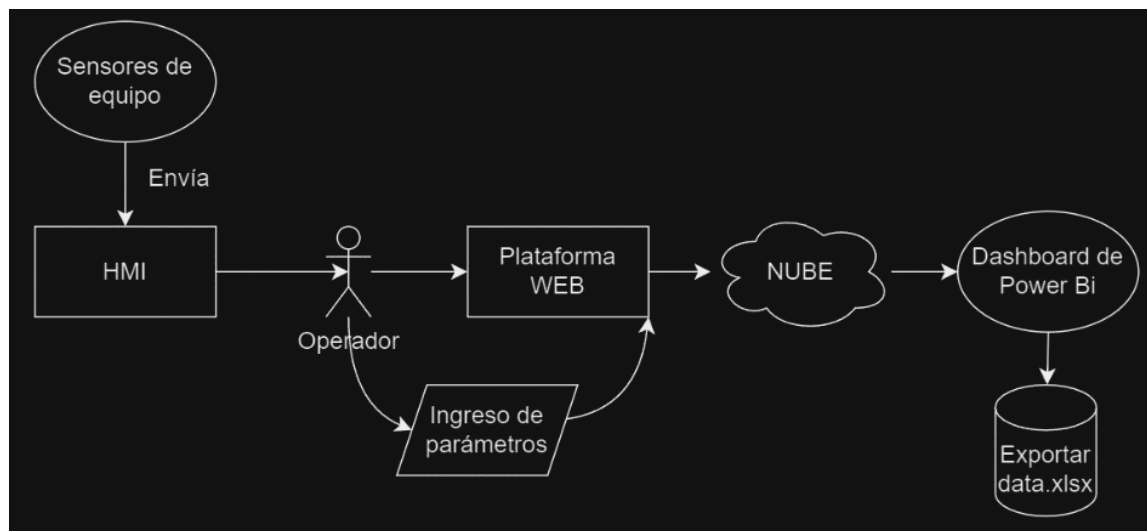 Sensores de
equipo
Envía
HMI
Operador
Plataforma
WEB
NUBE
Dashboard de
Power Bi
Ingreso de
parámetros
Exportar
data.xlsx